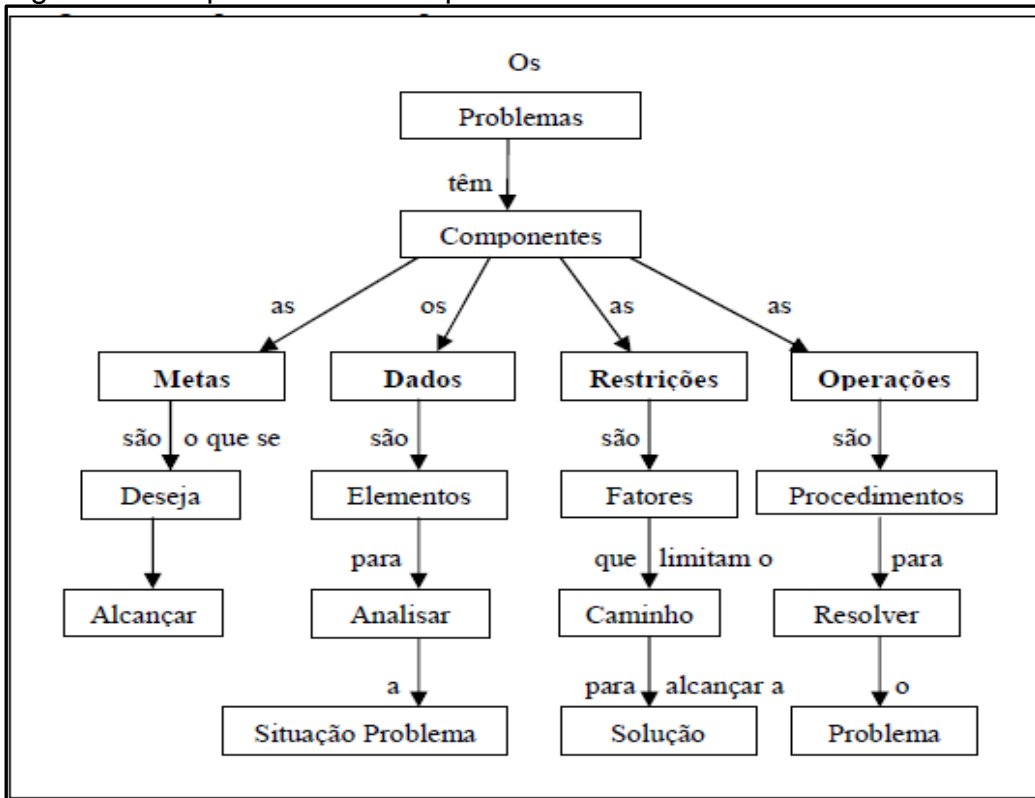 Os
Problemas
têm
Componentes
as os as as
Metas Dados Restrições Operações
são o que se são são são
Deseja Elementos Fatores Procedimentos
para que limitam o para
Alcançar Analisar Caminho Resolver
a para alcançar a o
Situação Problema Solução Problema